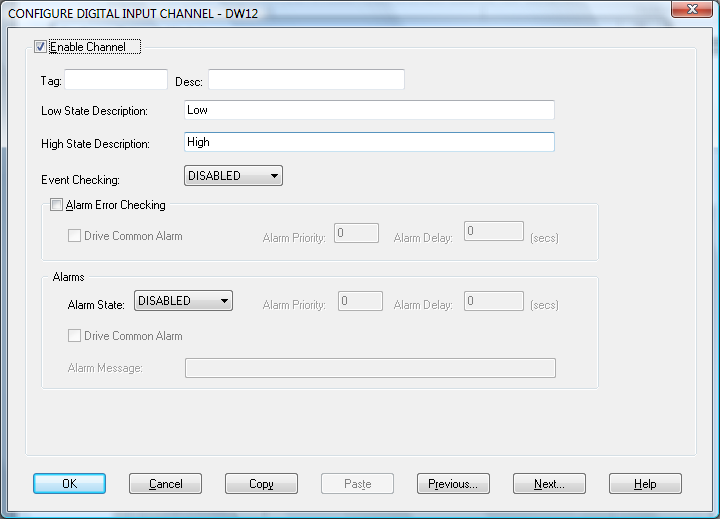 CONFIGURE DIGITAL INPUT CHANNEL - DW12
Enable Channel
Tag: Desc:
Low State Description: Low
High State Description: High
Event Checking: DISABLED
Alarm Error Checking
Drive Common Alarm Alarm Priority: 0 Alarm Delay: 0 (secs)
Alarms
Alarm State: DISABLED Alarm Priority: 0 Alarm Delay: 0 (secs)
Drive Common Alarm
Alarm Message:
OK Cancel Copy Paste Previous... Next... Help